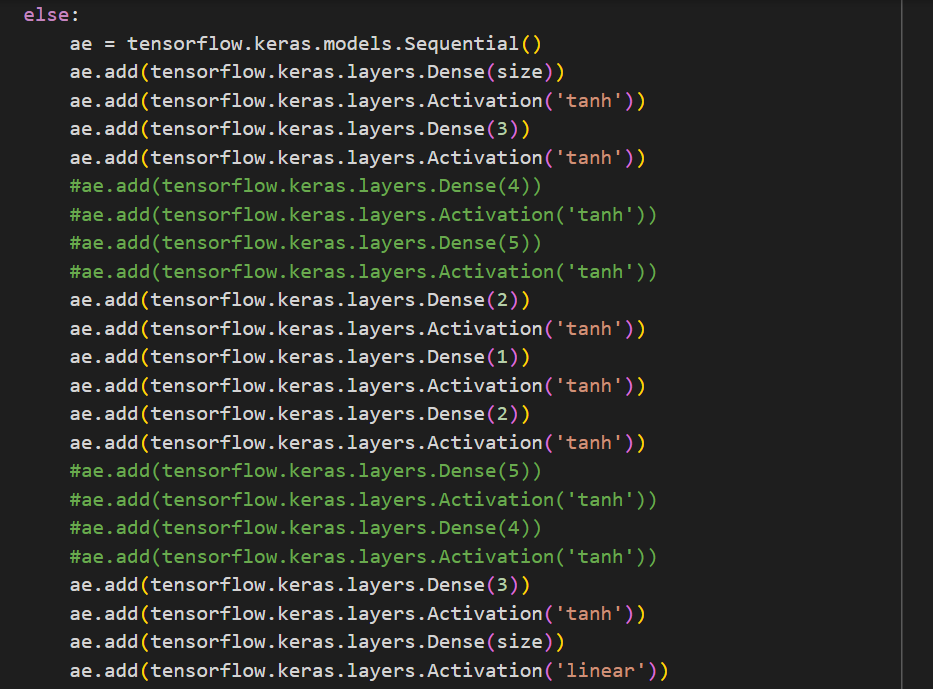 else:
    ae = tensorflow.keras.models.Sequential()
    ae.add(tensorflow.keras.layers.Dense(size))
    ae.add(tensorflow.keras.layers.Activation('tanh'))
    ae.add(tensorflow.keras.layers.Dense(3))
    ae.add(tensorflow.keras.layers.Activation('tanh'))
    #ae.add(tensorflow.keras.layers.Dense(4))
    #ae.add(tensorflow.keras.layers.Activation('tanh'))
    #ae.add(tensorflow.keras.layers.Dense(5))
    #ae.add(tensorflow.keras.layers.Activation('tanh'))
    ae.add(tensorflow.keras.layers.Dense(2))
    ae.add(tensorflow.keras.layers.Activation('tanh'))
    ae.add(tensorflow.keras.layers.Dense(1))
    ae.add(tensorflow.keras.layers.Activation('tanh'))
    ae.add(tensorflow.keras.layers.Dense(2))
    ae.add(tensorflow.keras.layers.Activation('tanh'))
    #ae.add(tensorflow.keras.layers.Dense(5))
    #ae.add(tensorflow.keras.layers.Activation('tanh'))
    #ae.add(tensorflow.keras.layers.Dense(4))
    #ae.add(tensorflow.keras.layers.Activation('tanh'))
    ae.add(tensorflow.keras.layers.Dense(3))
    ae.add(tensorflow.keras.layers.Activation('tanh'))
    ae.add(tensorflow.keras.layers.Dense(size))
    ae.add(tensorflow.keras.layers.Activation('linear'))